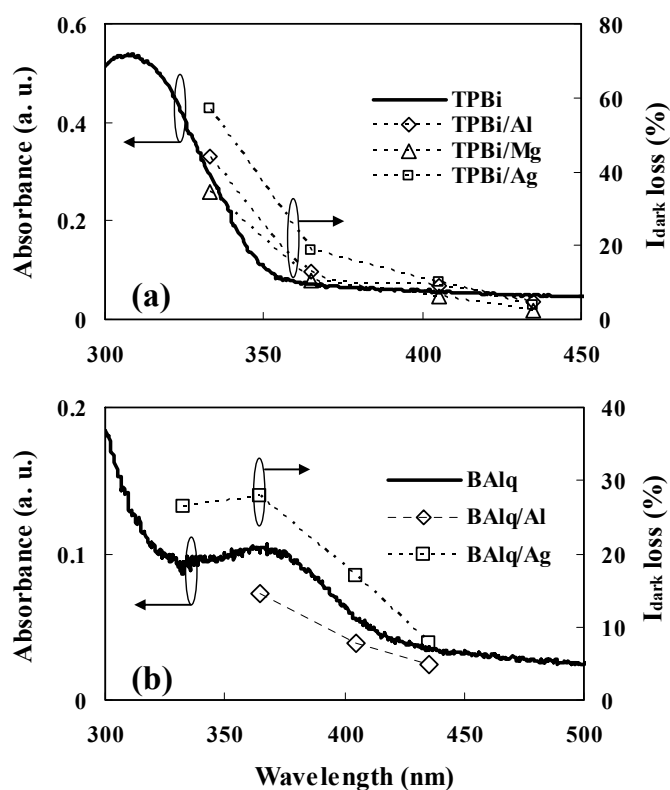 0.6
0.4
0.2
0
Absorbance (a. u.)
(a)
80
60
40
20
0
I_dark loss (%)
TPBi
TPBi/Al
TPBi/Mg
TPBi/Ag
300 350 400 450
0.2
0.1
0
Absorbance (a. u.)
(b)
40
30
20
10
0
I_dark loss (%)
BAlq
BAlq/Al
BAlq/Ag
300 350 400 450 500
Wavelength (nm)